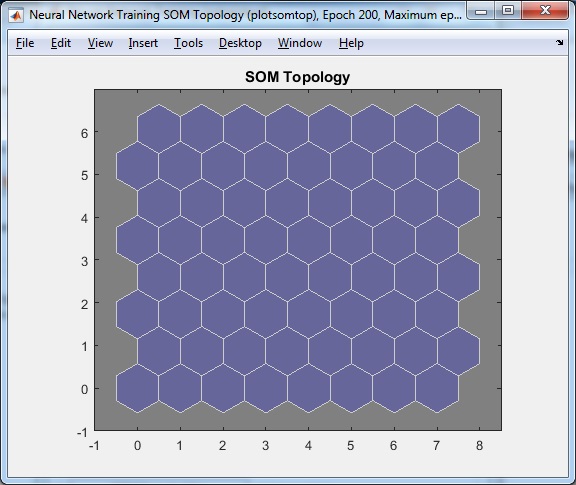 Neural Network Training SOM Topology (plotsomtop), Epoch 200, Maximum ep...
File Edit View Insert Tools Desktop Window Help
SOM Topology
6
5
4
3
2
1
0
-1
-1 0 1 2 3 4 5 6 7 8